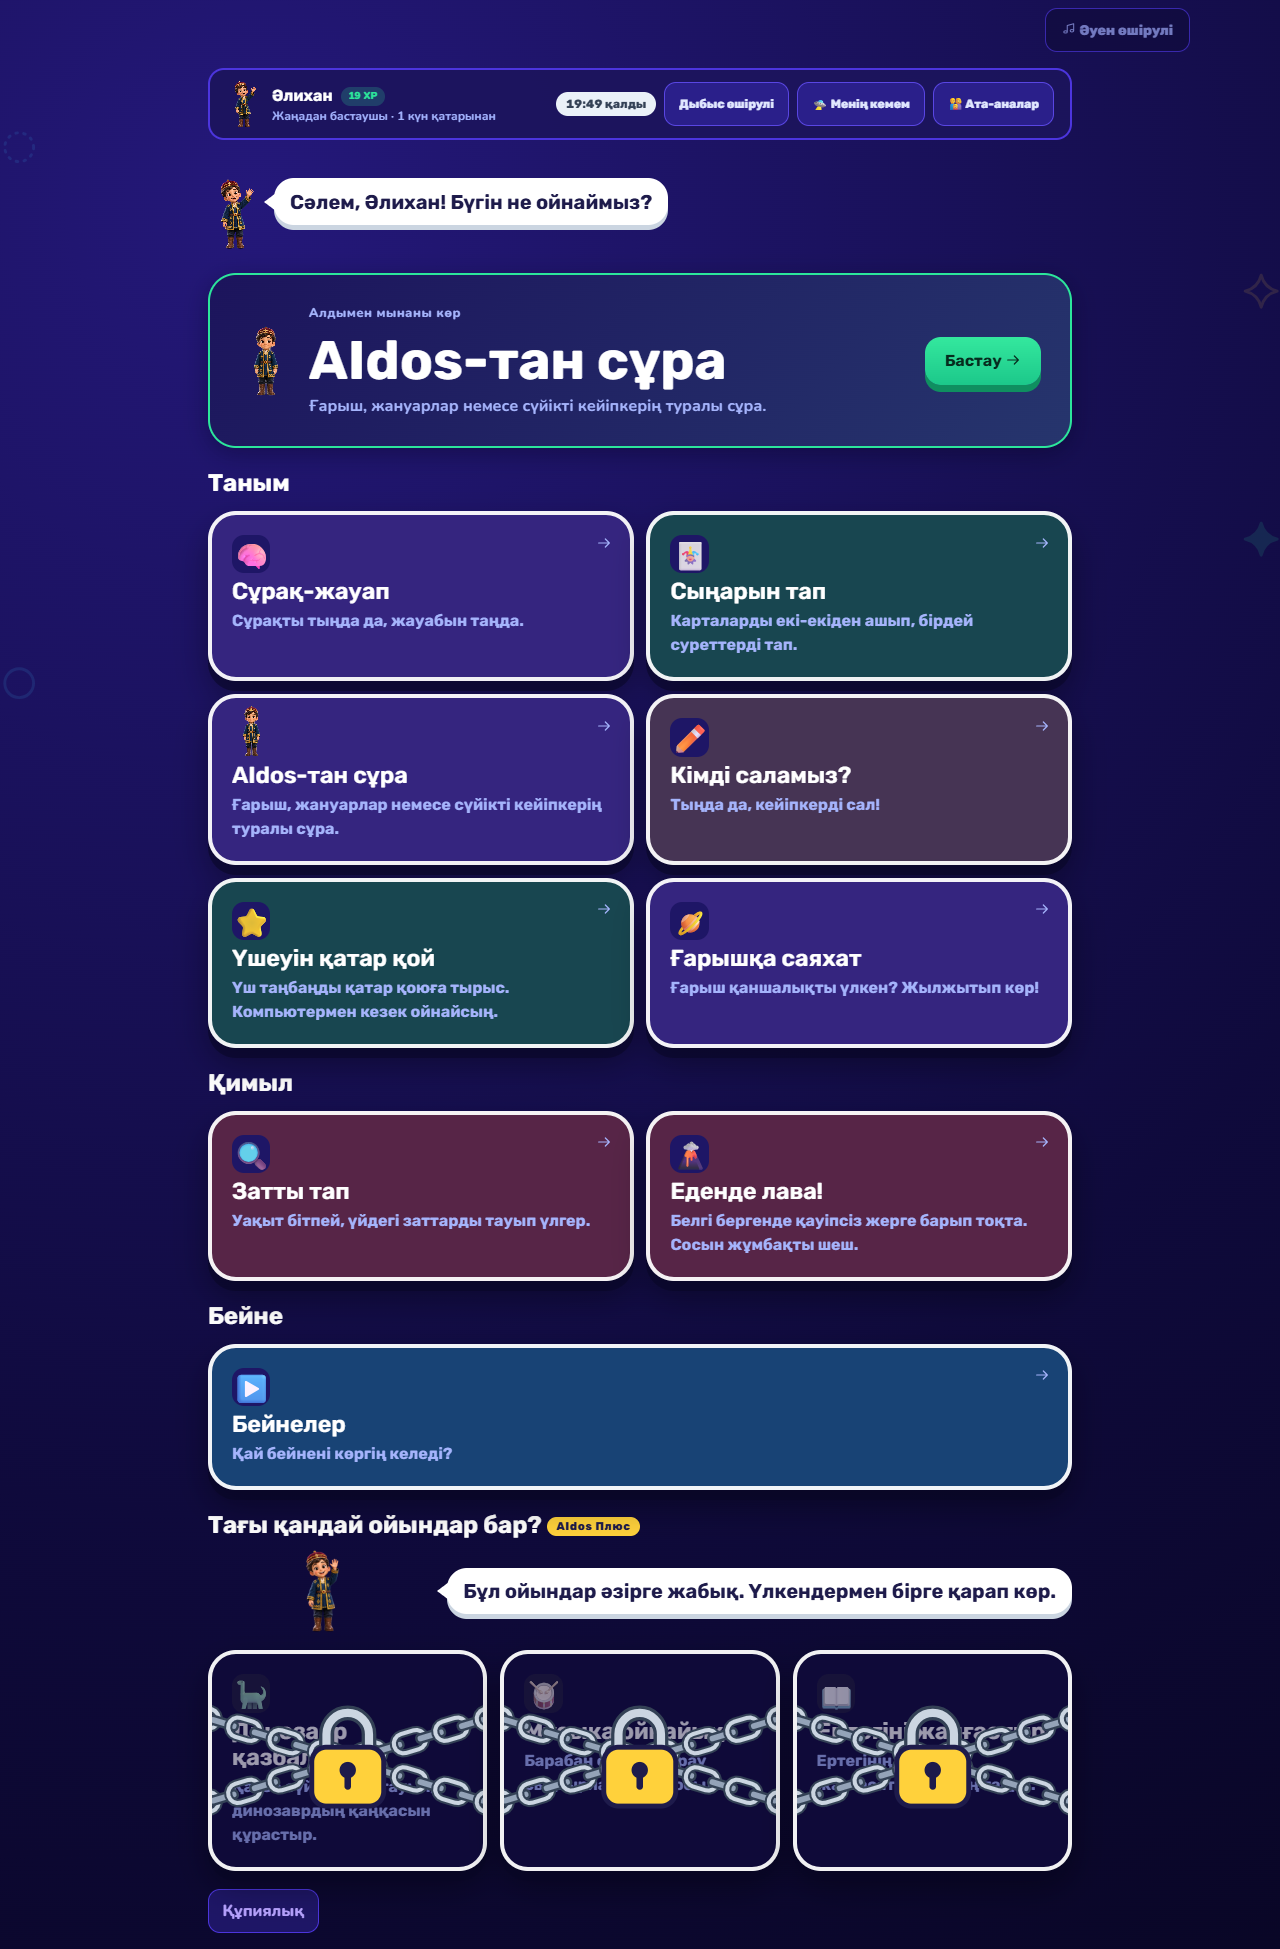 Әуен өшірулі
Әлихан 19 XP
Жаңадан бастаушы · 1 күн қатарынан
19:49 қалды
Дыбыс өшірулі
Менің кемем
Ата-аналар
Сәлем, Әлихан! Бүгін не ойнаймыз?
Алдымен мынаны көр
Aldos-тан сұра
Ғарыш, жануарлар немесе сүйікті кейіпкерің туралы сұра.
Бастау →
Таным
Сұрақ-жауап
Сұрақты тыңда да, жауабын таңда.
Сыңарын тап
Карталарды екі-екіден ашып, бірдей
суреттерді тап.
Aldos-тан сұра
Ғарыш, жануарлар немесе сүйікті кейіпкерің
туралы сұра.
Кімді саламыз?
Тыңда да, кейіпкерді сал!
Үшеуін қатар қой
Үш таңбаңды қатар қоюға тырыс.
Компьютермен кезек ойнайсың.
Ғарышқа саяхат
Ғарыш қаншалықты үлкен? Жылжытып көр!
Қимыл
Затты тап
Уақыт бітпей, үйдегі заттарды тауып үлгер.
Еденде лава!
Белгі бергенде қауіпсіз жерге барып тоқта.
Сосын жұмбақты шеш.
Бейне
Бейнелер
Қай бейнені көргің келеді?
Тағы қандай ойындар бар? Aldos Плюс
Бұл ойындар әзірге жабық. Үлкендермен бірге қарап көр.
динозаврдың қаңқасын
құрастыр.
Барабан
Ертегінің
Құпиялық